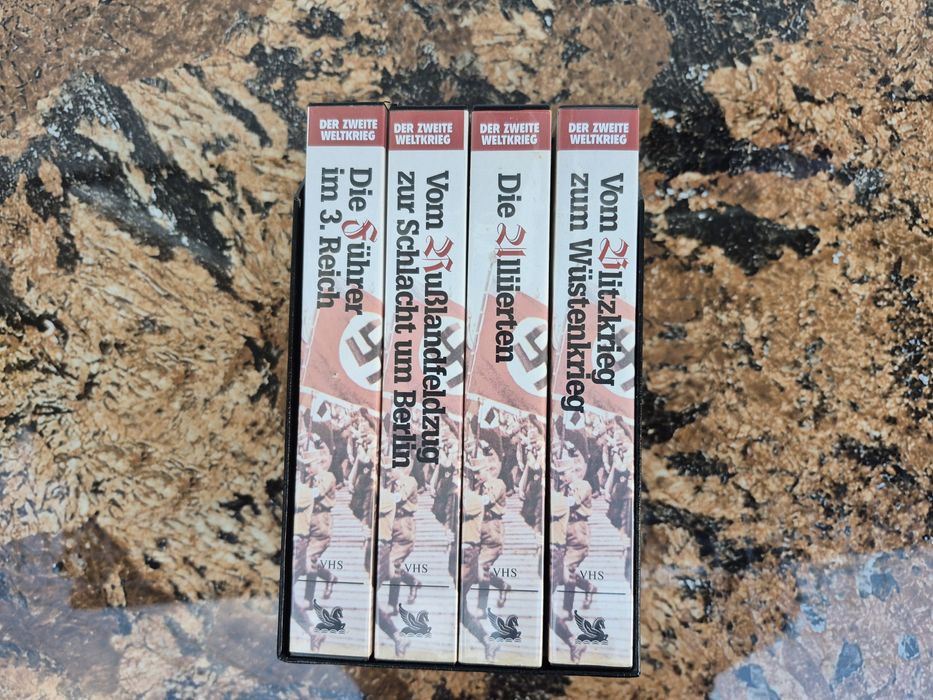 DER ZWEITE
WELTKRIEG
Die Führer
im 3. Reich
VHS
DER ZWEITE
WELTKRIEG
Vom Rußlandfeldzug
zur Schlacht um Berlin
VHS
DER ZWEITE
WELTKRIEG
Die Alliierten
VHS
DER ZWEITE
WELTKRIEG
Vom Blitzkrieg
zum Wüstenkrieg
VHS